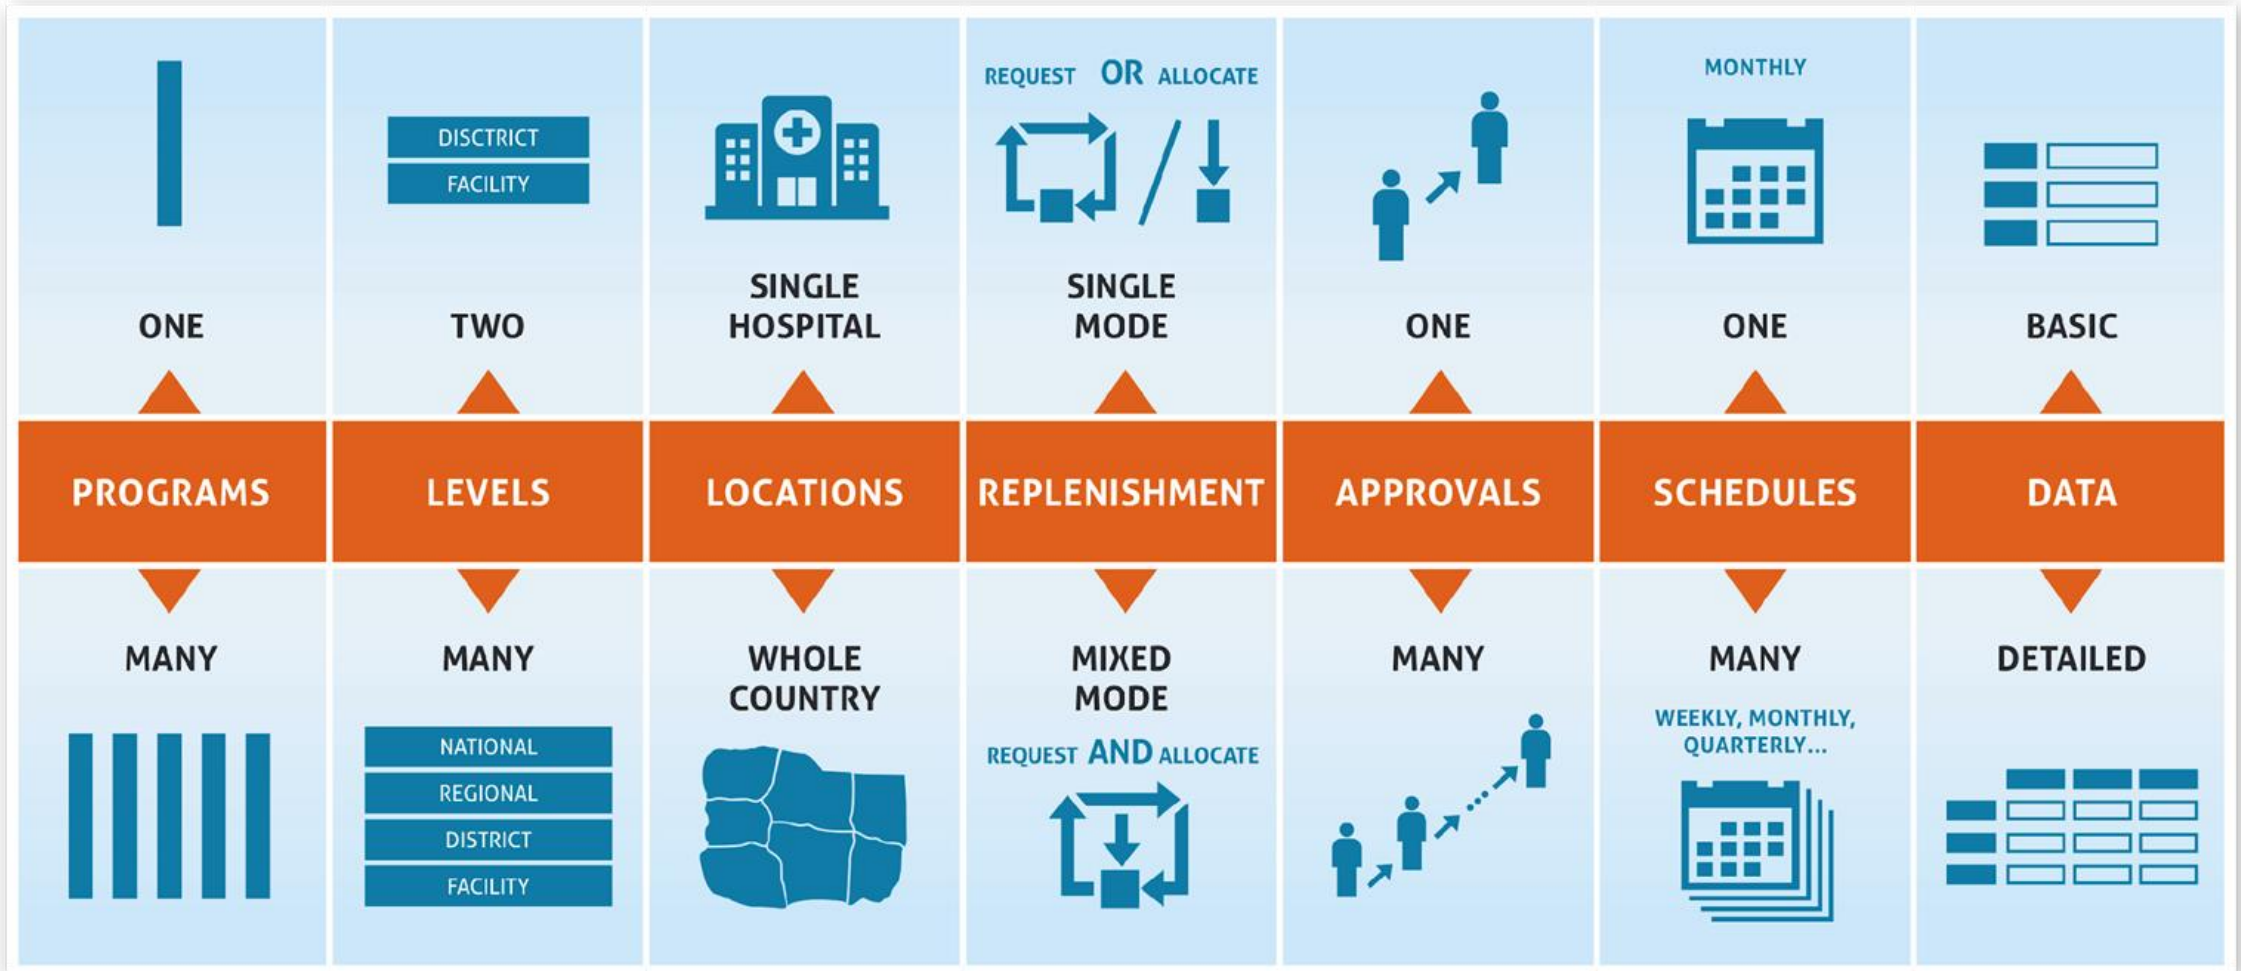 REQUEST OR ALLOCATE
MONTHLY
DISCTRICT
FACILITY
ONE
TWO
SINGLE
HOSPITAL
SINGLE
MODE
ONE
ONE
BASIC
PROGRAMS
LEVELS
LOCATIONS
REPLENISHMENT
APPROVALS
SCHEDULES
DATA
MANY
MANY
WHOLE
COUNTRY
MIXED
MODE
MANY
MANY
DETAILED
NATIONAL
REGIONAL
DISTRICT
FACILITY
REQUEST AND ALLOCATE
WEEKLY, MONTHLY,
QUARTERLY...